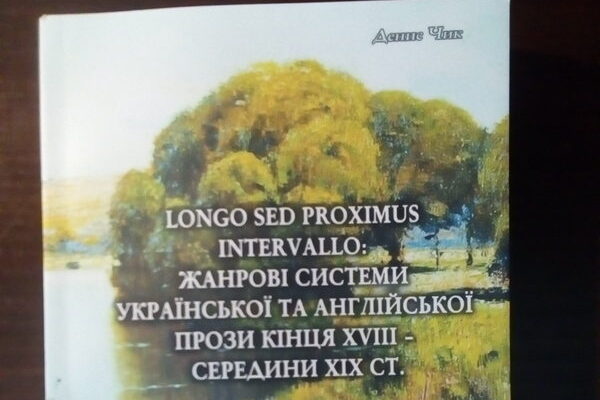 Денис Чик
LONGO SED PROXIMUS
INTERVALLO:
ЖАНРОВІ СИСТЕМИ
УКРАЇНСЬКОЇ ТА АНГЛІЙСЬКОЇ
ПРОЗИ КІНЦЯ XVIII –
СЕРЕДИНИ XIX СТ.